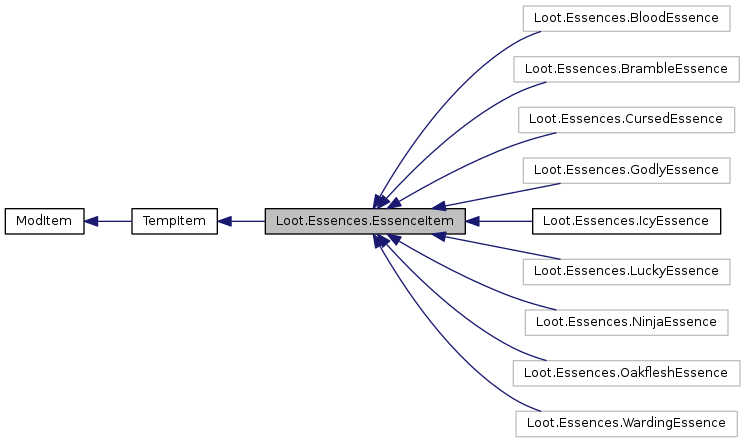 Loot.Essences.BloodEssence
Loot.Essences.BrambleEssence
Loot.Essences.CursedEssence
Loot.Essences.GodlyEssence
ModItem
TempItem
Loot.Essences.EssenceItem
Loot.Essences.IcyEssence
Loot.Essences.LuckyEssence
Loot.Essences.NinjaEssence
Loot.Essences.OakfleshEssence
Loot.Essences.WardingEssence